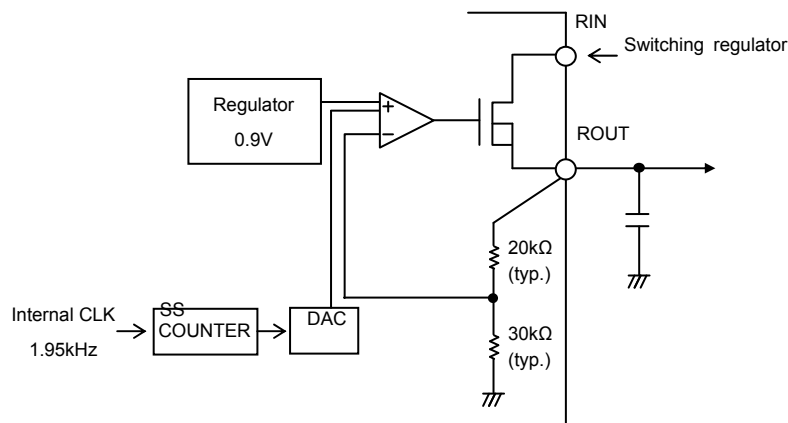 RIN
Switching regulator
Regulator
0.9V
+
−
ROUT
20kΩ
(typ.)
Internal CLK
1.95kHz
SS
COUNTER
DAC
30kΩ
(typ.)